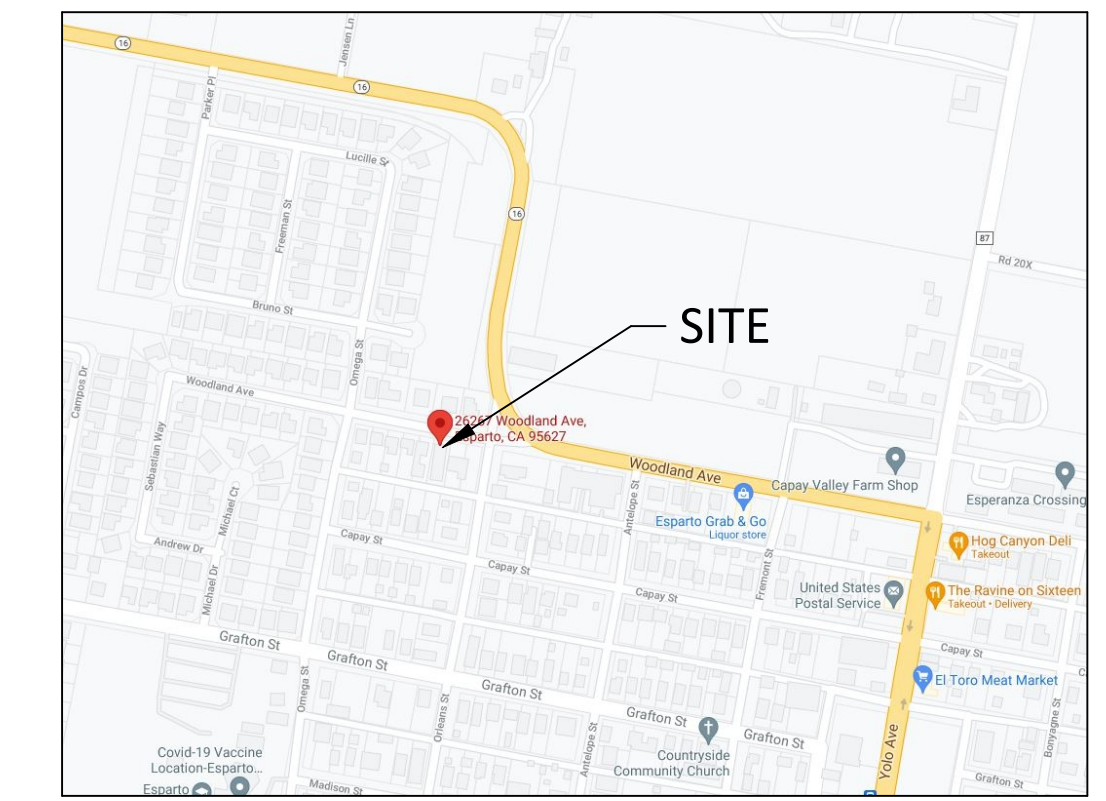 16
Jensen Ln
16
Parker Pl
Lucille St
Freeman St
16
87
Rd 20X
Bruno St
SITE
Omega St
Campos Dr
Woodland Ave
26267 Woodland Ave,
Esparto, CA 95627
Sebastian Way
Woodland Ave
Capay Valley Farm Shop
Michael Ct
Antelope St
Esperanza Crossing
Esparto Grab & Go
Liquor store
Capay St
Andrew Dr
Hog Canyon Deli
Takeout
Capay St
Fremont St
Michael Dr
United States
Postal Service
The Ravine on Sixteen
Takeout • Delivery
Capay St
Grafton St
Capay St
Grafton St
El Toro Meat Market
Omega St
Grafton St
Orleans St
Grafton St
Bonynge St
Antelope St
Grafton St
Yolo Ave
Countryside
Community Church
Covid-19 Vaccine
Location-Esparto...
Grafton St
Madison St
Esparto